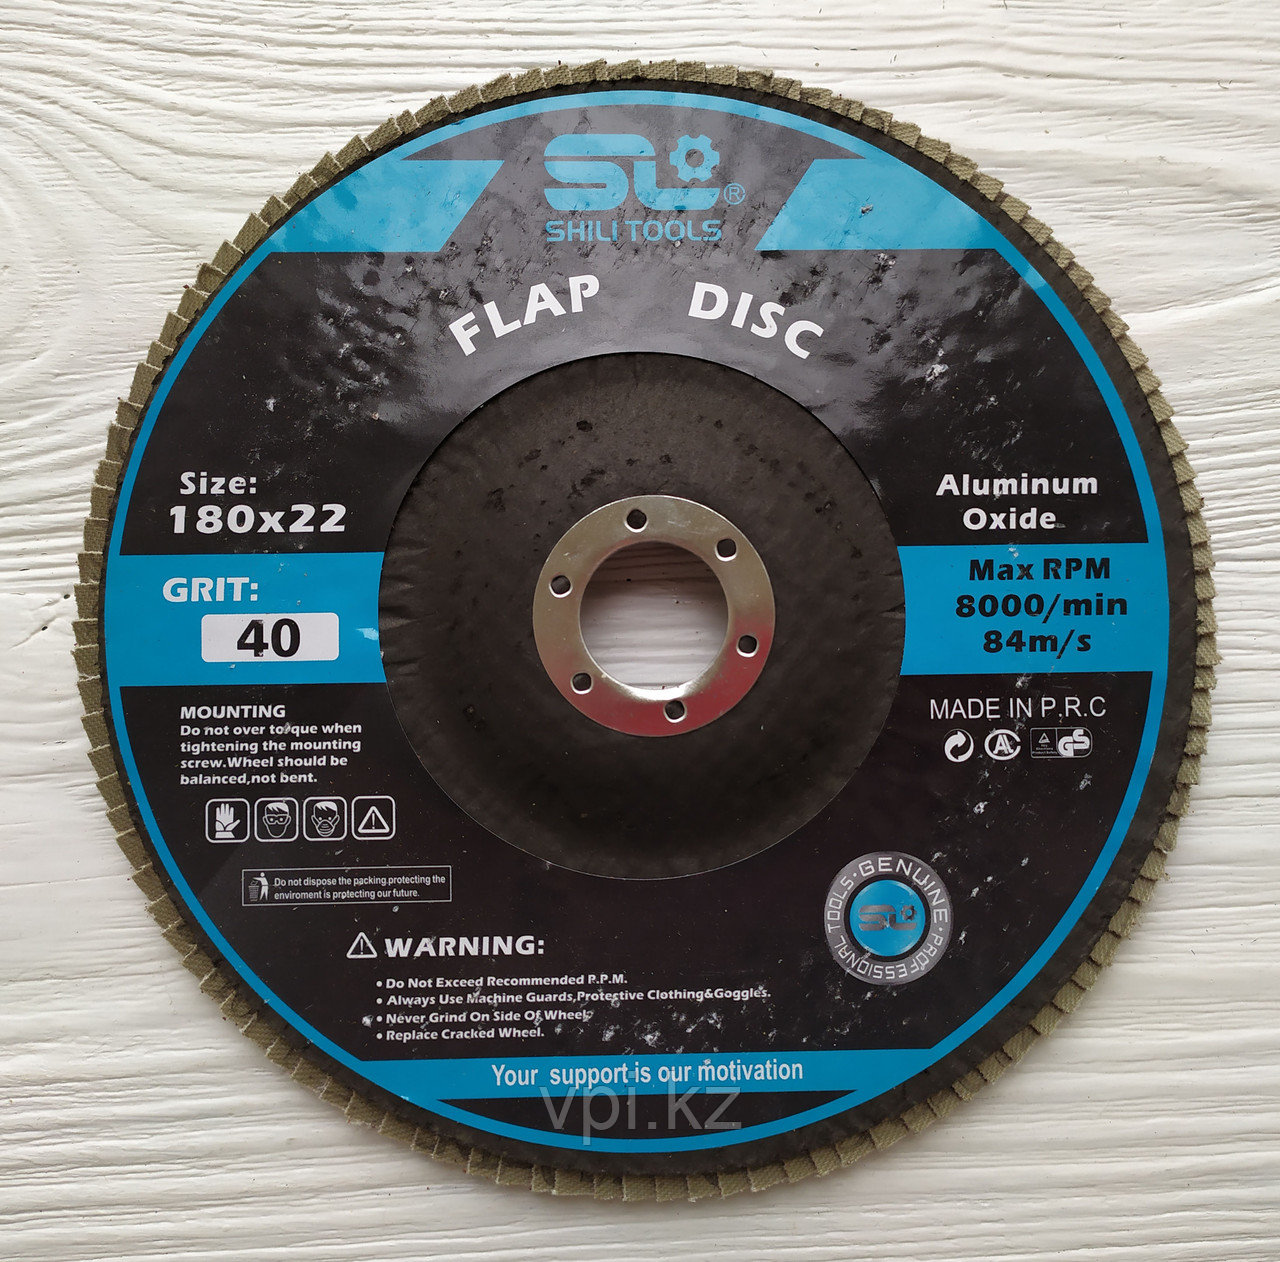 SL®
SHILI TOOLS
FLAP DISC
Size:
180x22
GRIT:
40
Aluminum
Oxide
Max RPM
8000/min
84m/s
MADE IN P.R.C
MOUNTING
Do not over torque when
tightening the mounting
screw.Wheel should be
balanced,not bent.
Do not dispose the packing.protecting the
enviroment is protecting our future.
GENUINE·PROFESSIONAL TOOLS·
SL
WARNING:
• Do Not Exceed Recommended R.P.M.
• Always Use Machine Guards,Protective Clothing&Goggles.
• Never Grind On Side Of Wheel.
• Replace Cracked Wheel.
Your support is our motivation
vpi.kz